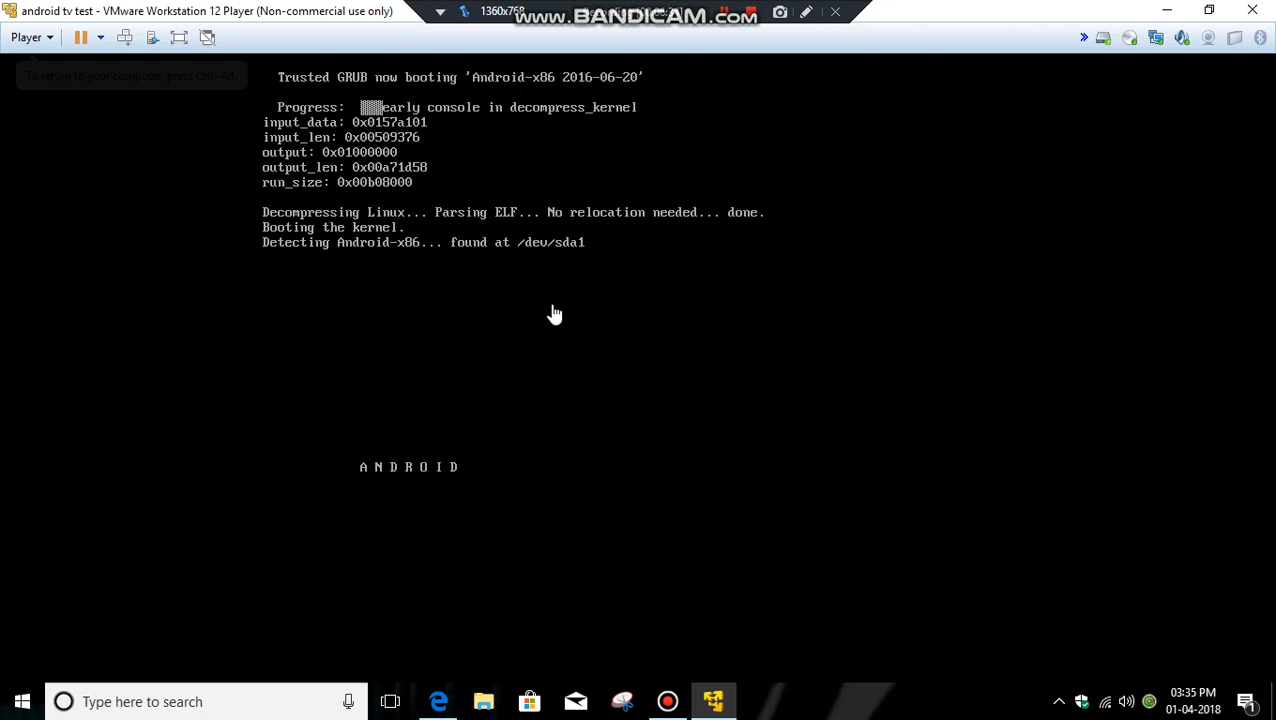 android tv test - VMware Workstation 12 Player (Non-commercial use only)
1360x768
www.BANDICAM.com
Player
To return to your computer, press Ctrl+Alt.
Trusted GRUB now booting 'Android-x86 2016-06-20'
Progress: early console in decompress_kernel
input_data: 0x0157a101
input_len: 0x00509376
output: 0x01000000
output_len: 0x00a71d58
run_size: 0x00b08000
Decompressing Linux... Parsing ELF... No relocation needed... done.
Booting the kernel.
Detecting Android-x86... found at /dev/sda1
A N D R O I D
Type here to search
03:35 PM
01-04-2018
1